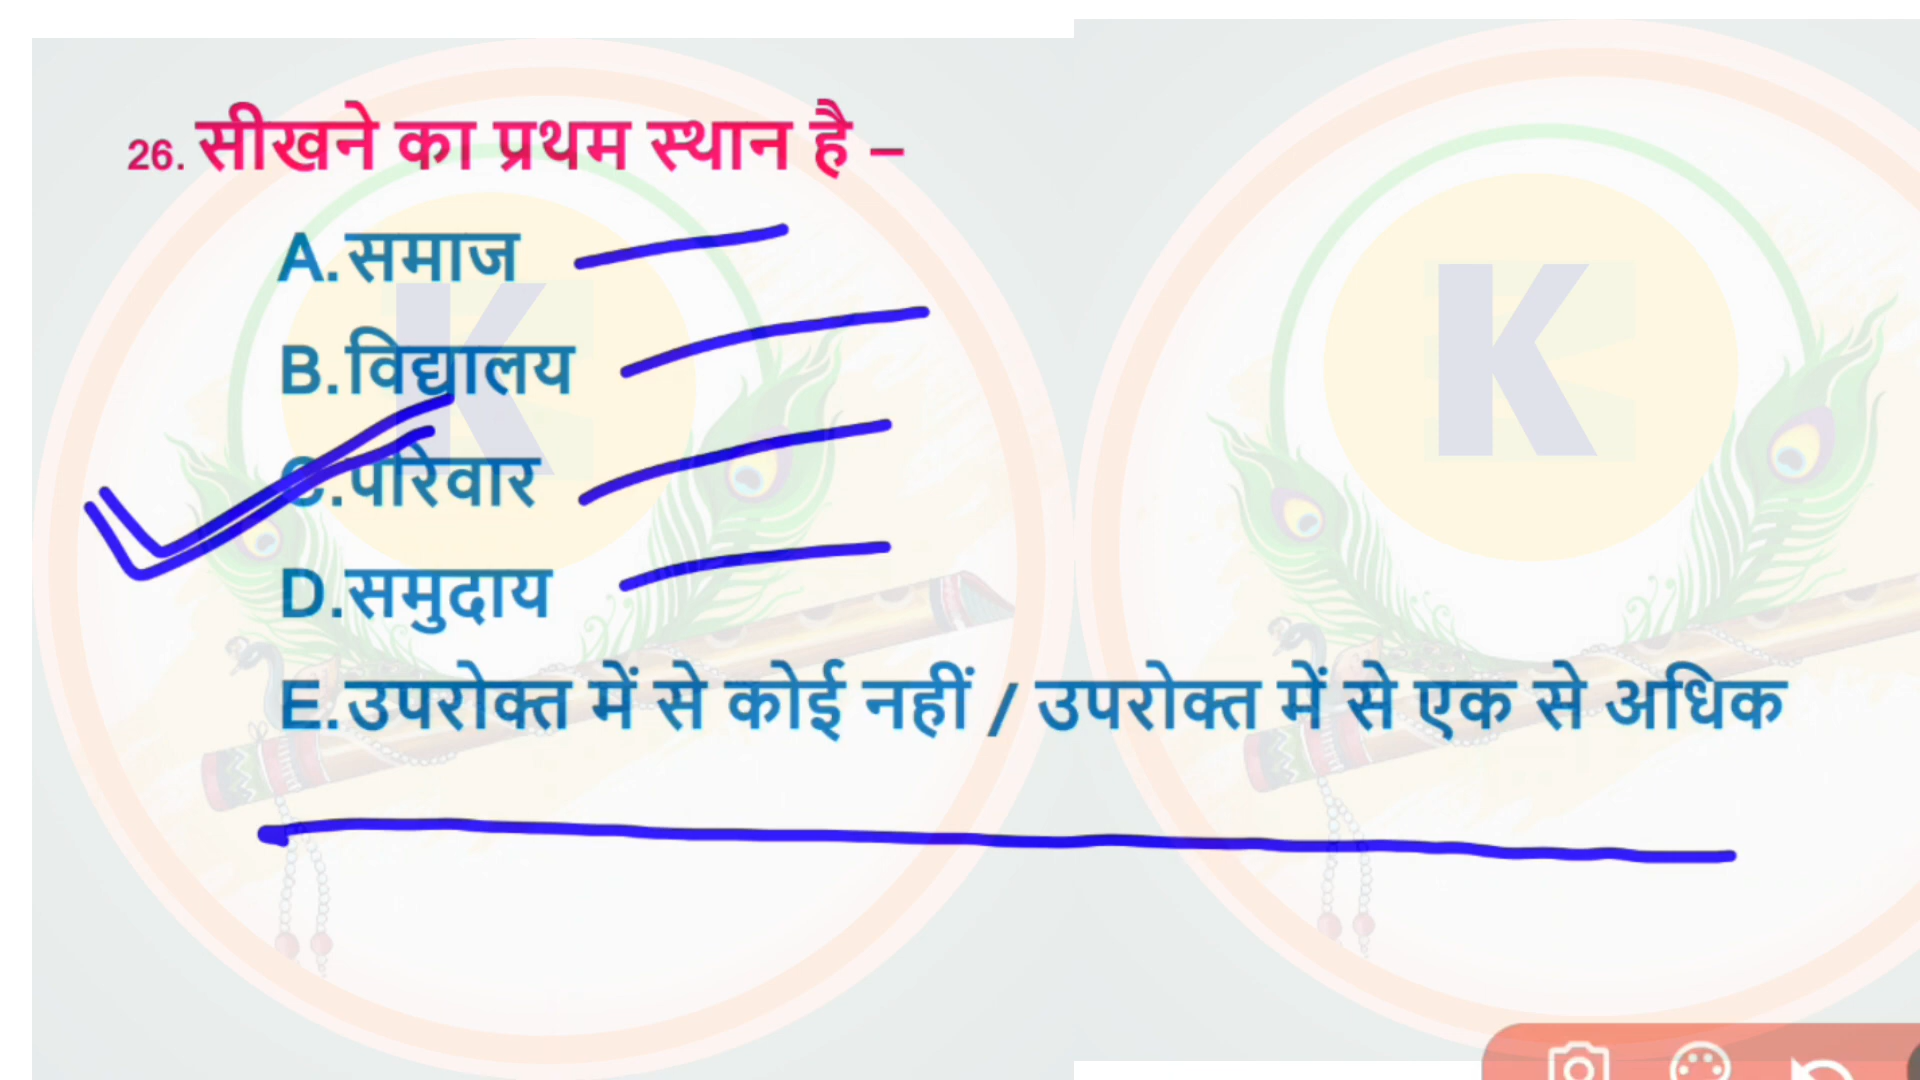 26. सीखने का प्रथम स्थान है –
A.समाज
B.विद्यालय
C.परिवार
D.समुदाय
E.उपरोक्त में से कोई नहीं / उपरोक्त में से एक से अधिक
K
K